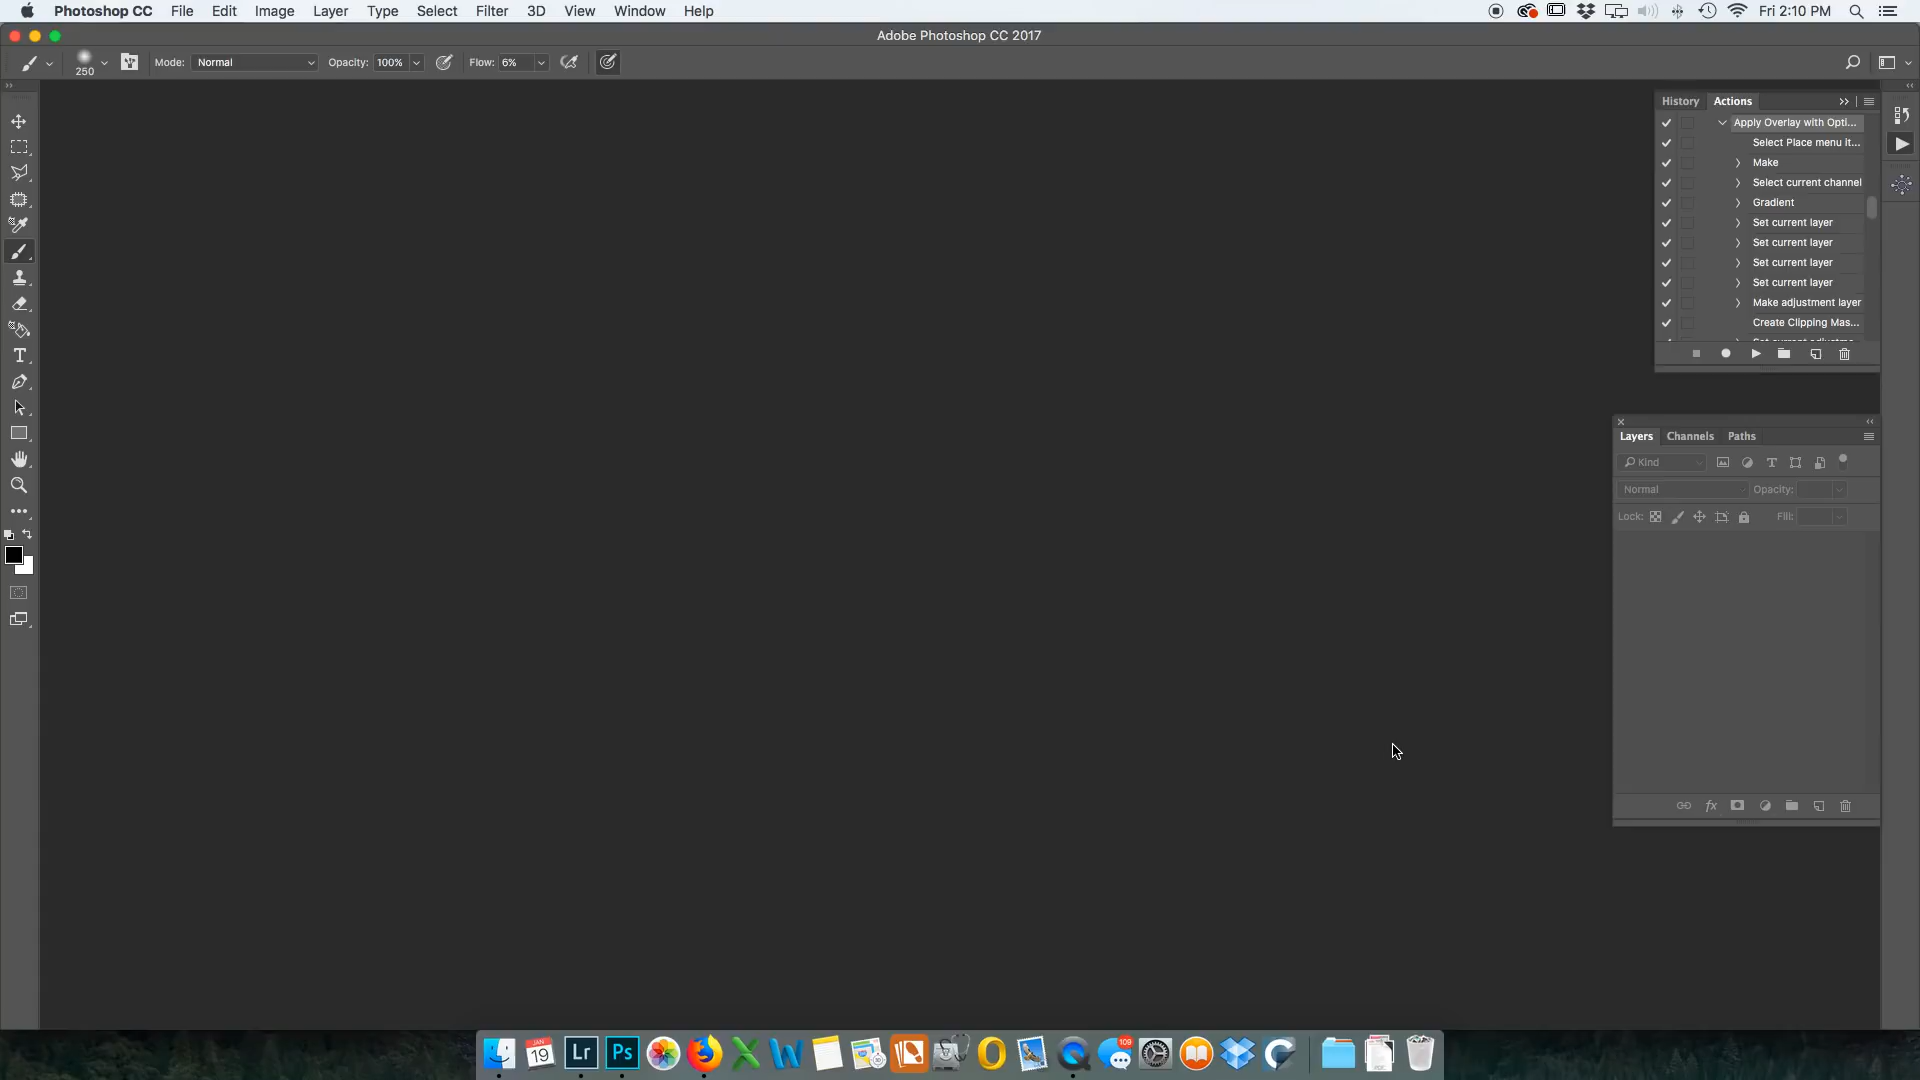 Photoshop CC File Edit Image Layer Type Select Filter 3D View Window Help Fri 2:10 PM
Adobe Photoshop CC 2017
250 Mode: Normal Opacity: 100% Flow: 6%
History Actions
Apply Overlay with Opti...
Select Place menu it...
Make
Select current channel
Gradient
Set current layer
Set current layer
Set current layer
Set current layer
Make adjustment layer
Create Clipping Mas...
Layers Channels Paths
Kind
Normal Opacity:
Lock: Fill:
JAN
19
Lr Ps
109